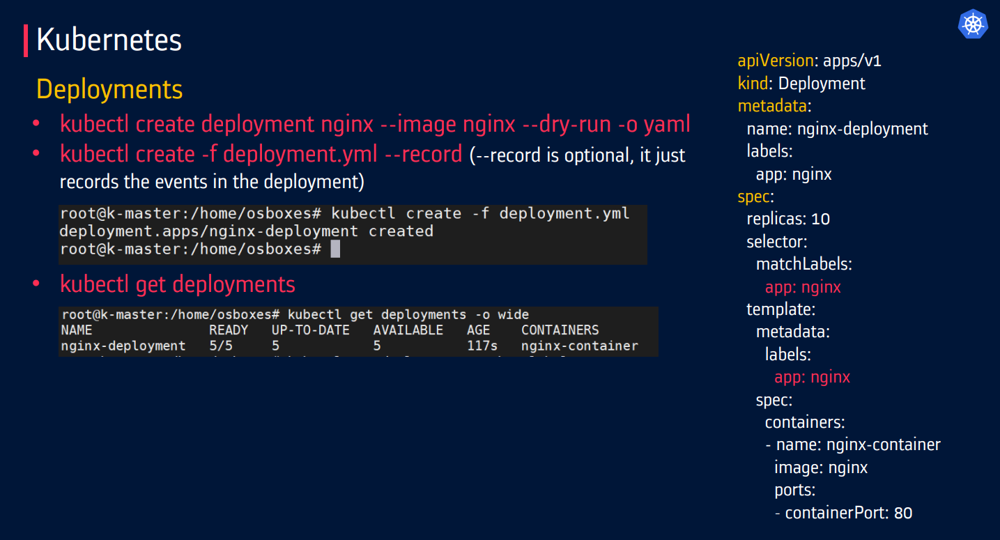 Kubernetes
Deployments
• kubectl create deployment nginx --image nginx --dry-run -o yaml
• kubectl create -f deployment.yml --record (--record is optional, it just
records the events in the deployment)
root@k-master:/home/osboxes# kubectl create -f deployment.yml
deployment.apps/nginx-deployment created
root@k-master:/home/osboxes#
• kubectl get deployments
root@k-master:/home/osboxes# kubectl get deployments -o wide
NAME READY UP-TO-DATE AVAILABLE AGE CONTAINERS
nginx-deployment 5/5 5 5 117s nginx-container
apiVersion: apps/v1
kind: Deployment
metadata:
name: nginx-deployment
labels:
app: nginx
spec:
replicas: 10
selector:
matchLabels:
app: nginx
template:
metadata:
labels:
app: nginx
spec:
containers:
- name: nginx-container
image: nginx
ports:
- containerPort: 80